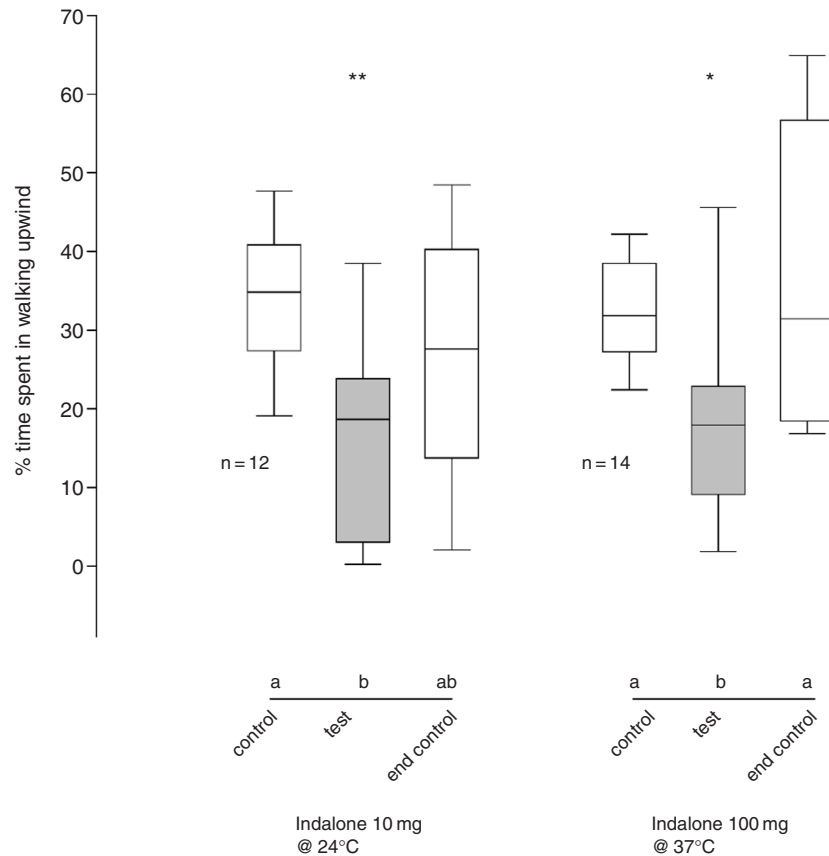 70
60
50
40
30
20
10
0
% time spent in walking upwind
**
*
n = 12
n = 14
a b ab a b a
control test end control control test end control
Indalone 10 mg
@ 24°C
Indalone 100 mg
@ 37°C